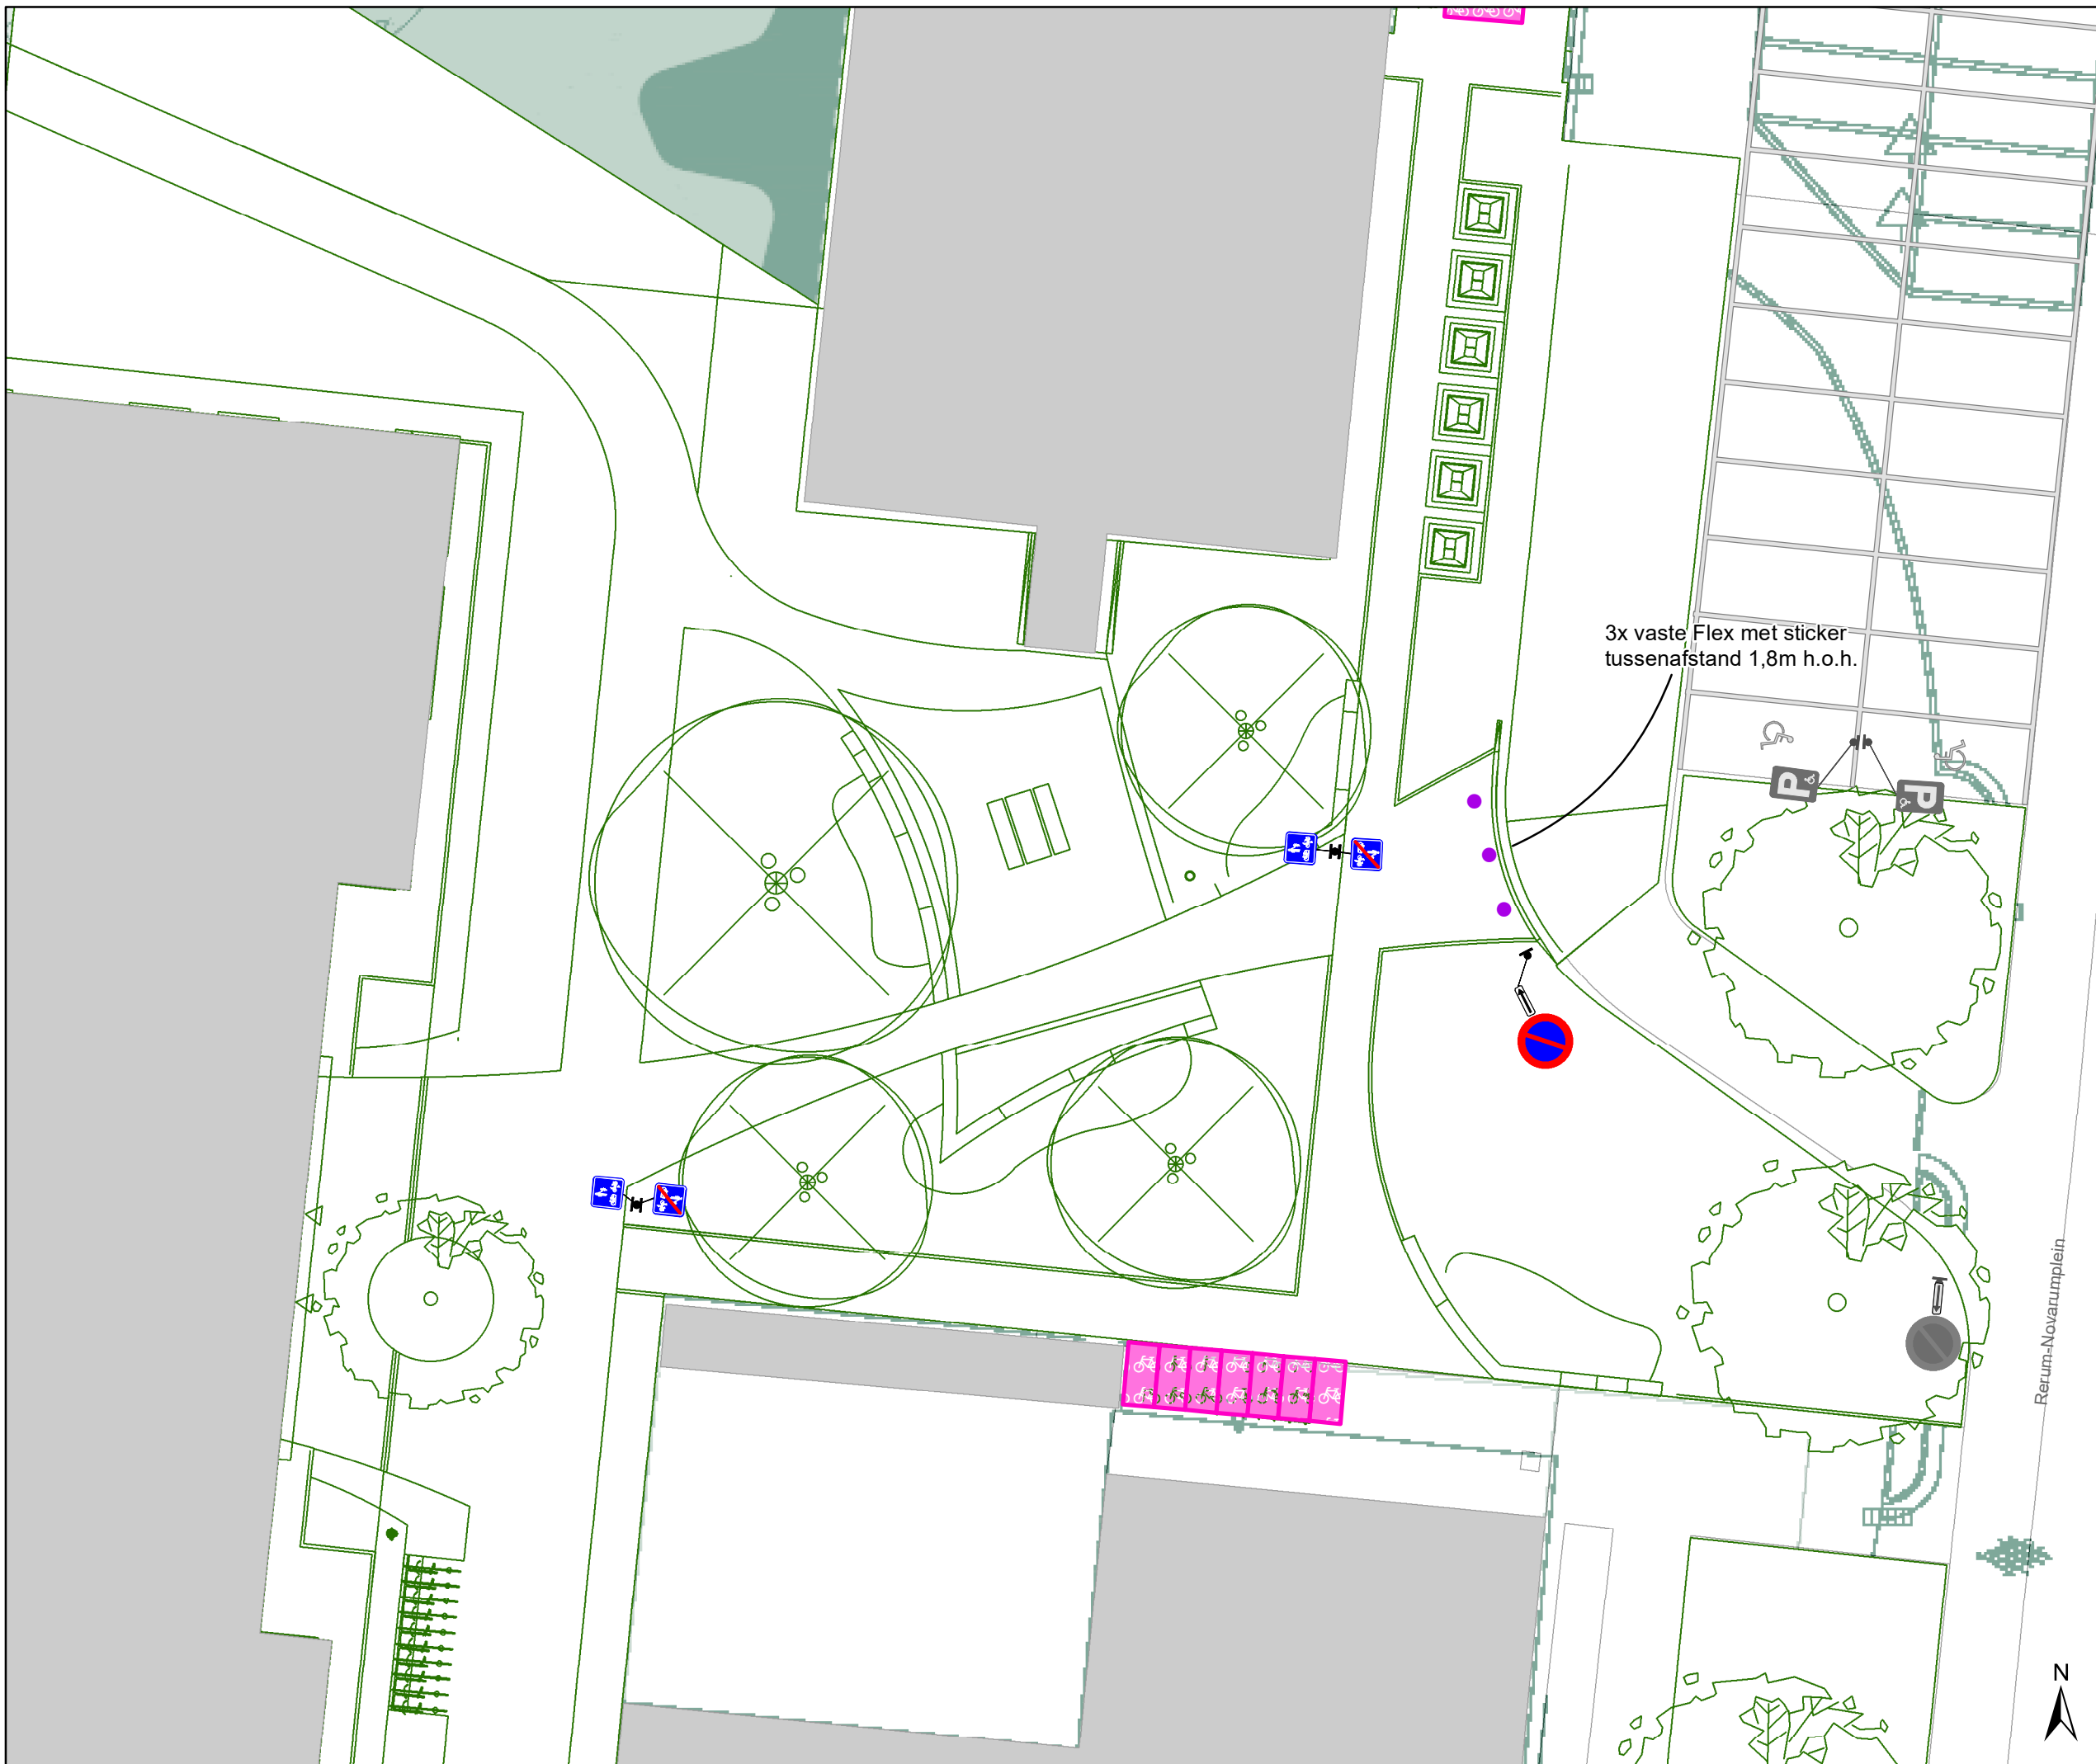 3x vaste Flex met sticker
tussenafstand 1,8m h.o.h.
P
P
Rerum-Novarumplein
N